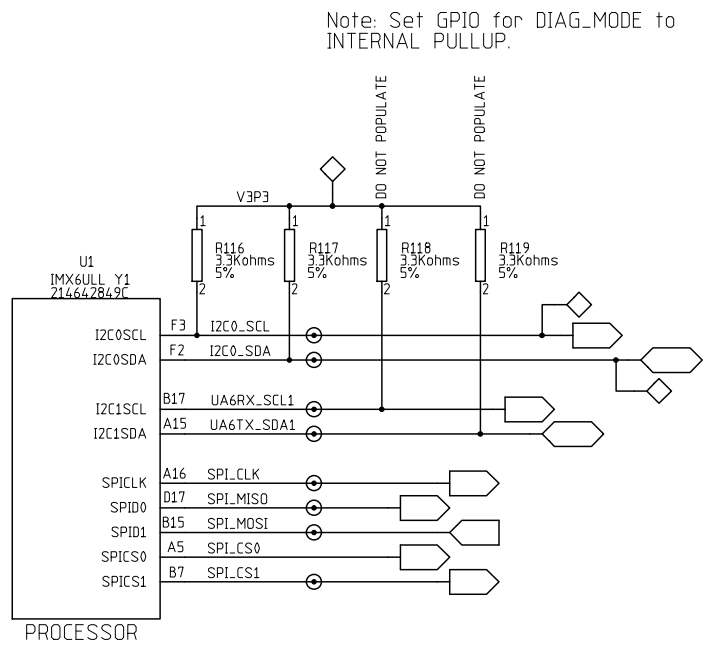 Note: Set GPIO for DIAG_MODE to
INTERNAL PULLUP.
DO NOT POPULATE
DO NOT POPULATE
V3P3
1
R116
3.3Kohms
5%
2
1
R117
3.3Kohms
5%
2
1
R118
3.3Kohms
5%
2
1
R119
3.3Kohms
5%
2
U1
IMX6ULL Y1
214642849C
I2C0SCL F3 I2C0_SCL
I2C0SDA F2 I2C0_SDA
I2C1SCL B17 UA6RX_SCL1
I2C1SDA A15 UA6TX_SDA1
SPICLK A16 SPI_CLK
SPID0 D17 SPI_MISO
SPID1 B15 SPI_MOSI
SPICS0 A5 SPI_CS0
SPICS1 B7 SPI_CS1
PROCESSOR